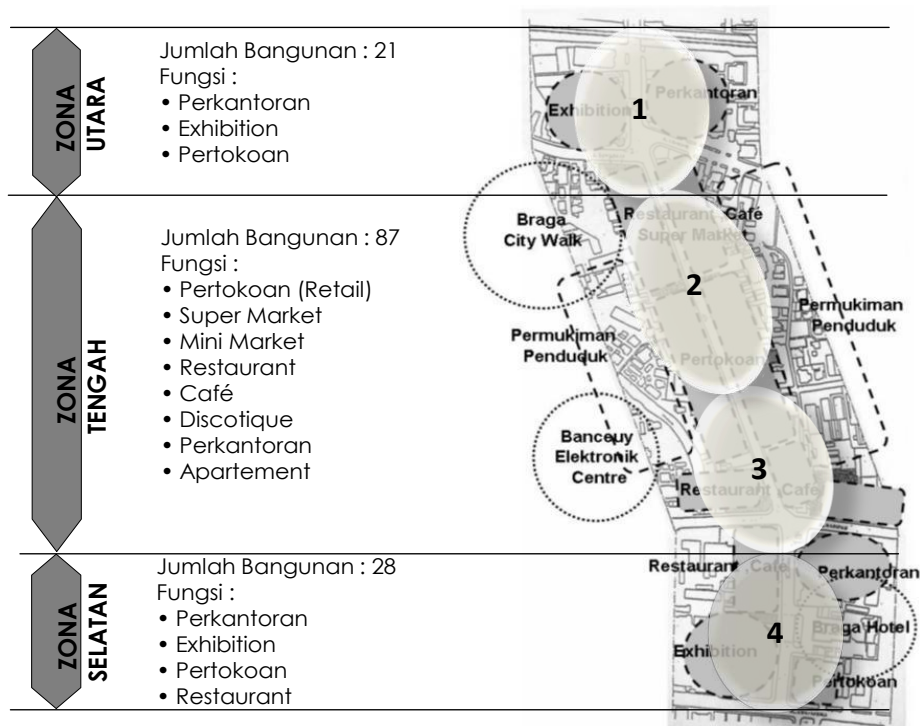 ZONA
UTARA
Jumlah Bangunan : 21
Fungsi :
• Perkantoran
• Exhibition
• Pertokoan
ZONA
TENGAH
Jumlah Bangunan : 87
Fungsi :
• Pertokoan (Retail)
• Super Market
• Mini Market
• Restaurant
• Café
• Discotique
• Perkantoran
• Apartement
ZONA
SELATAN
Jumlah Bangunan : 28
Fungsi :
• Perkantoran
• Exhibition
• Pertokoan
• Restaurant
Exhibition
1
Perkantoran
Braga
City Walk
Restaurant Café
Super Market
2
Permukiman
Penduduk
Permukiman
Penduduk
Pertokoan
Banceuy
Elektronik
Centre
3
Restaurant Café
Restaurant Café
Perkantoran
4
Braga Hotel
Exhibition
Pertokoan